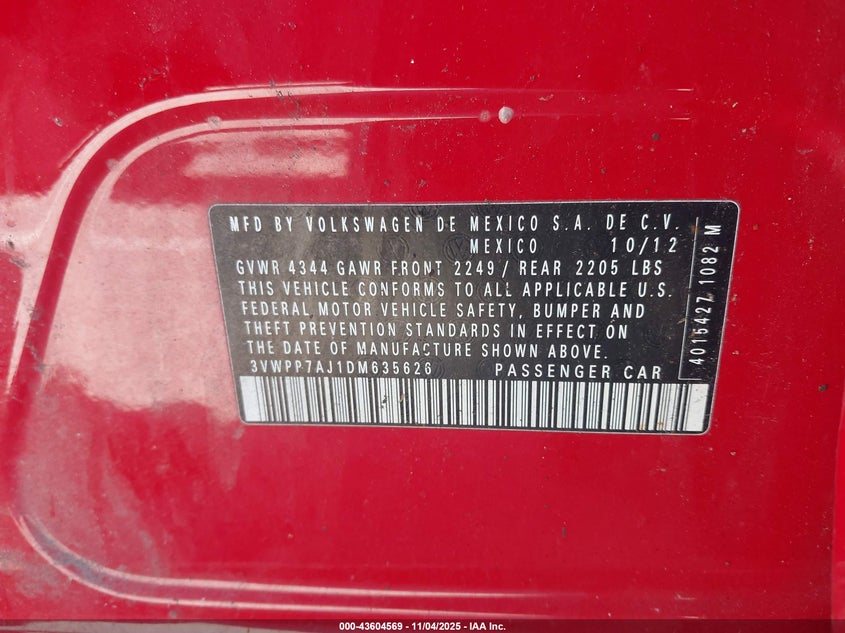 MFD BY VOLKSWAGEN DE MEXICO S.A. DE C.V.
MEXICO 10/12
GVWR 4344 GAWR FRONT 2249/ REAR 2205 LBS
THIS VEHICLE CONFORMS TO ALL APPLICABLE U.S.
FEDERAL MOTOR VEHICLE SAFETY, BUMPER AND
THEFT PREVENTION STANDARDS IN EFFECT ON
THE DATE OF MANUFACTURE SHOWN ABOVE.
3VWPP7AJ1DM635626 PASSENGER CAR
4015427 1082 M
000-43604569 - 11/04/2025 - IAA Inc.